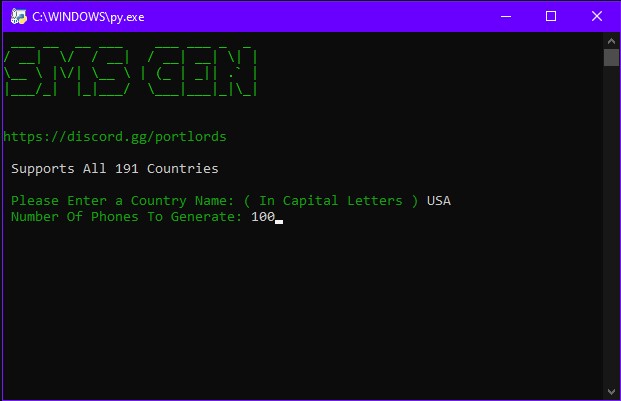 C:\WINDOWS\py.exe
SMS GEN
https://discord.gg/portlords
Supports All 191 Countries
Please Enter a Country Name: ( In Capital Letters ) USA
Number Of Phones To Generate: 100